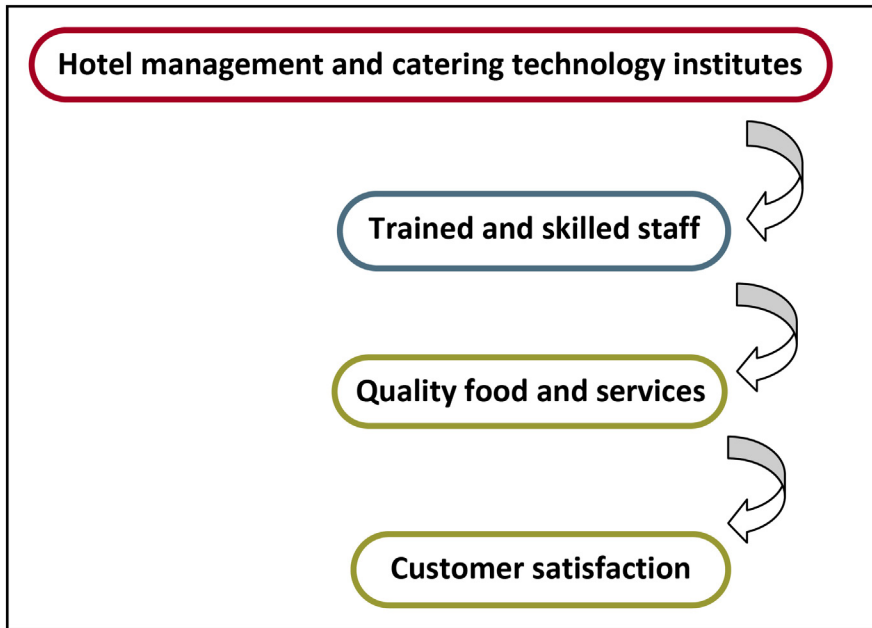 Hotel management and catering technology institutes
Trained and skilled staff
Quality food and services
Customer satisfaction